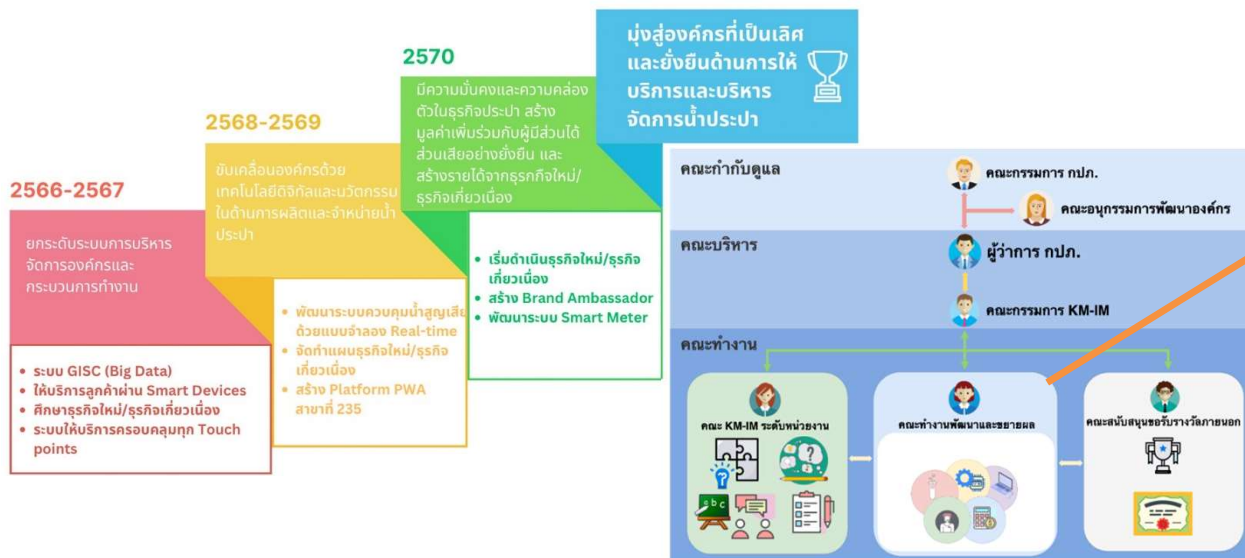 2566-2567
ยกระดับระบบการบริหาร
จัดการองค์กรและ
กระบวนการทำงาน
• ระบบ GISC (Big Data)
• ให้บริการลูกค้าผ่าน Smart Devices
• ศึกษาธุรกิจใหม่/ธุรกิจเกี่ยวเนื่อง
• ระบบให้บริการครอบคลุมทุก Touch
points
2568-2569
ขับเคลื่อนองค์กรด้วย
เทคโนโลยีดิจิทัลและนวัตกรรม
ในด้านการผลิตและจำหน่ายน้ำ
ประปา
• พัฒนาระบบควบคุมน้ำสูญเสีย
ด้วยแบบจำลอง Real-time
• จัดทำแผนธุรกิจใหม่/ธุรกิจ
เกี่ยวเนื่อง
• สร้าง Platform PWA
สาขาที่ 235
2570
มีความมั่นคงและความคล่อง
ตัวในธุรกิจประปา สร้าง
มูลค่าเพิ่มร่วมกับผู้มีส่วนได้
ส่วนเสียอย่างยั่งยืน และ
สร้างรายได้จากธุรกกิจใหม่/
ธุรกิจเกี่ยวเนื่อง
• เริ่มดำเนินธุรกิจใหม่/ธุรกิจ
เกี่ยวเนื่อง
• สร้าง Brand Ambassador
• พัฒนาระบบ Smart Meter
มุ่งสู่องค์กรที่เป็นเลิศ
และยั่งยืนด้านการให้
บริการและบริหาร
จัดการน้ำประปา
คณะกำกับดูแล
คณะกรรมการ กปภ.
คณะอนุกรรมการพัฒนาองค์กร
คณะบริหาร
ผู้ว่าการ กปภ.
คณะกรรมการ KM-IM
คณะทำงาน
คณะ KM-IM ระดับหน่วยงาน
abc
คณะทำงานพัฒนาและขยายผล
คณะสนับสนุนขอรับรางวัลภายนอก